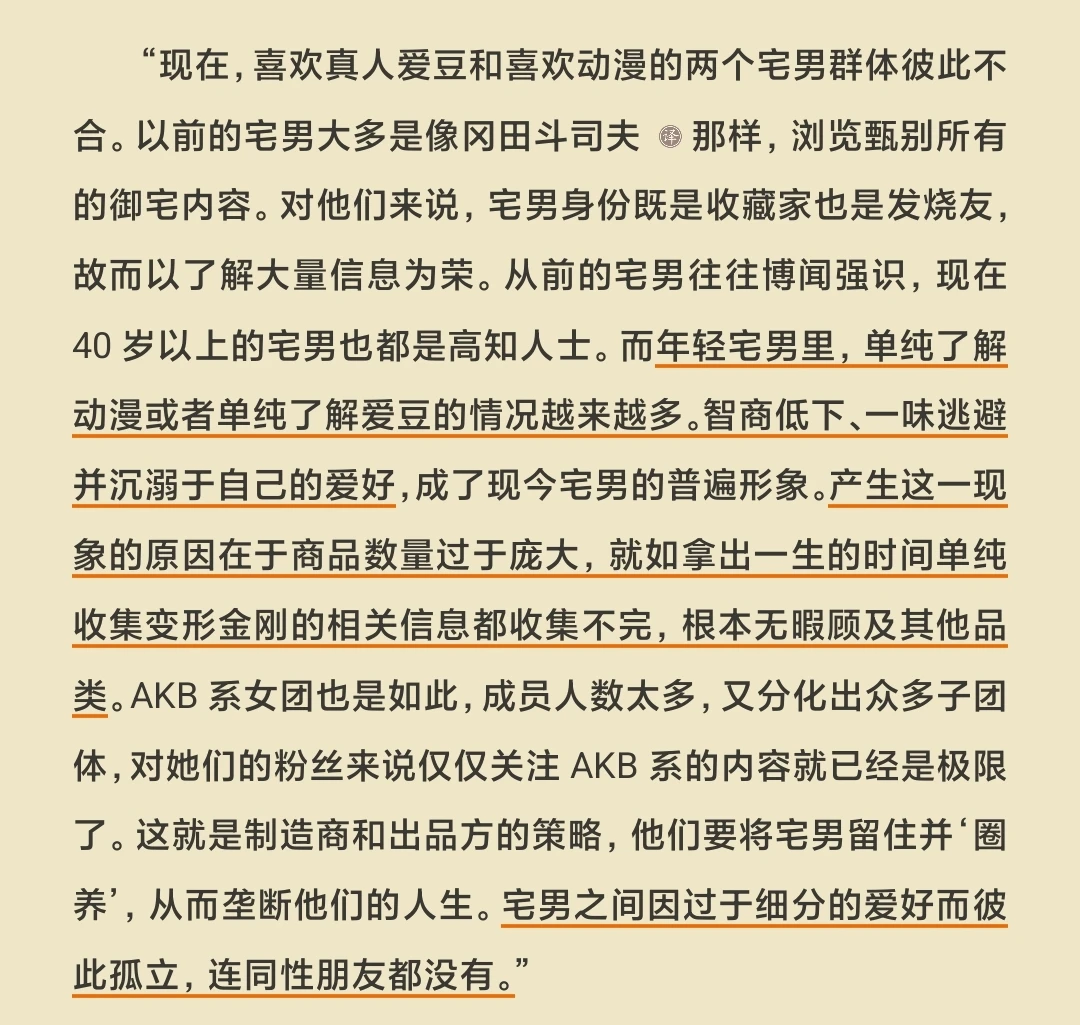 “现在，喜欢真人爱豆和喜欢动漫的两个宅男群体彼此不
合。以前的宅男大多是像冈田斗司夫 译 那样，浏览甄别所有
的御宅内容。对他们来说，宅男身份既是收藏家也是发烧友，
故而以了解大量信息为荣。从前的宅男往往博闻强识，现在
40 岁以上的宅男也都是高知人士。而年轻宅男里，单纯了解
动漫或者单纯了解爱豆的情况越来越多。智商低下、一味逃避
并沉溺于自己的爱好，成了现今宅男的普遍形象。产生这一现
象的原因在于商品数量过于庞大，就如拿出一生的时间单纯
收集变形金刚的相关信息都收集不完，根本无暇顾及其他品
类。AKB 系女团也是如此，成员人数太多，又分化出众多子团
体，对她们的粉丝来说仅仅关注 AKB 系的内容就已经是极限
了。这就是制造商和出品方的策略，他们要将宅男留住并‘圈
养’，从而垄断他们的人生。宅男之间因过于细分的爱好而彼
此孤立，连同性朋友都没有。”